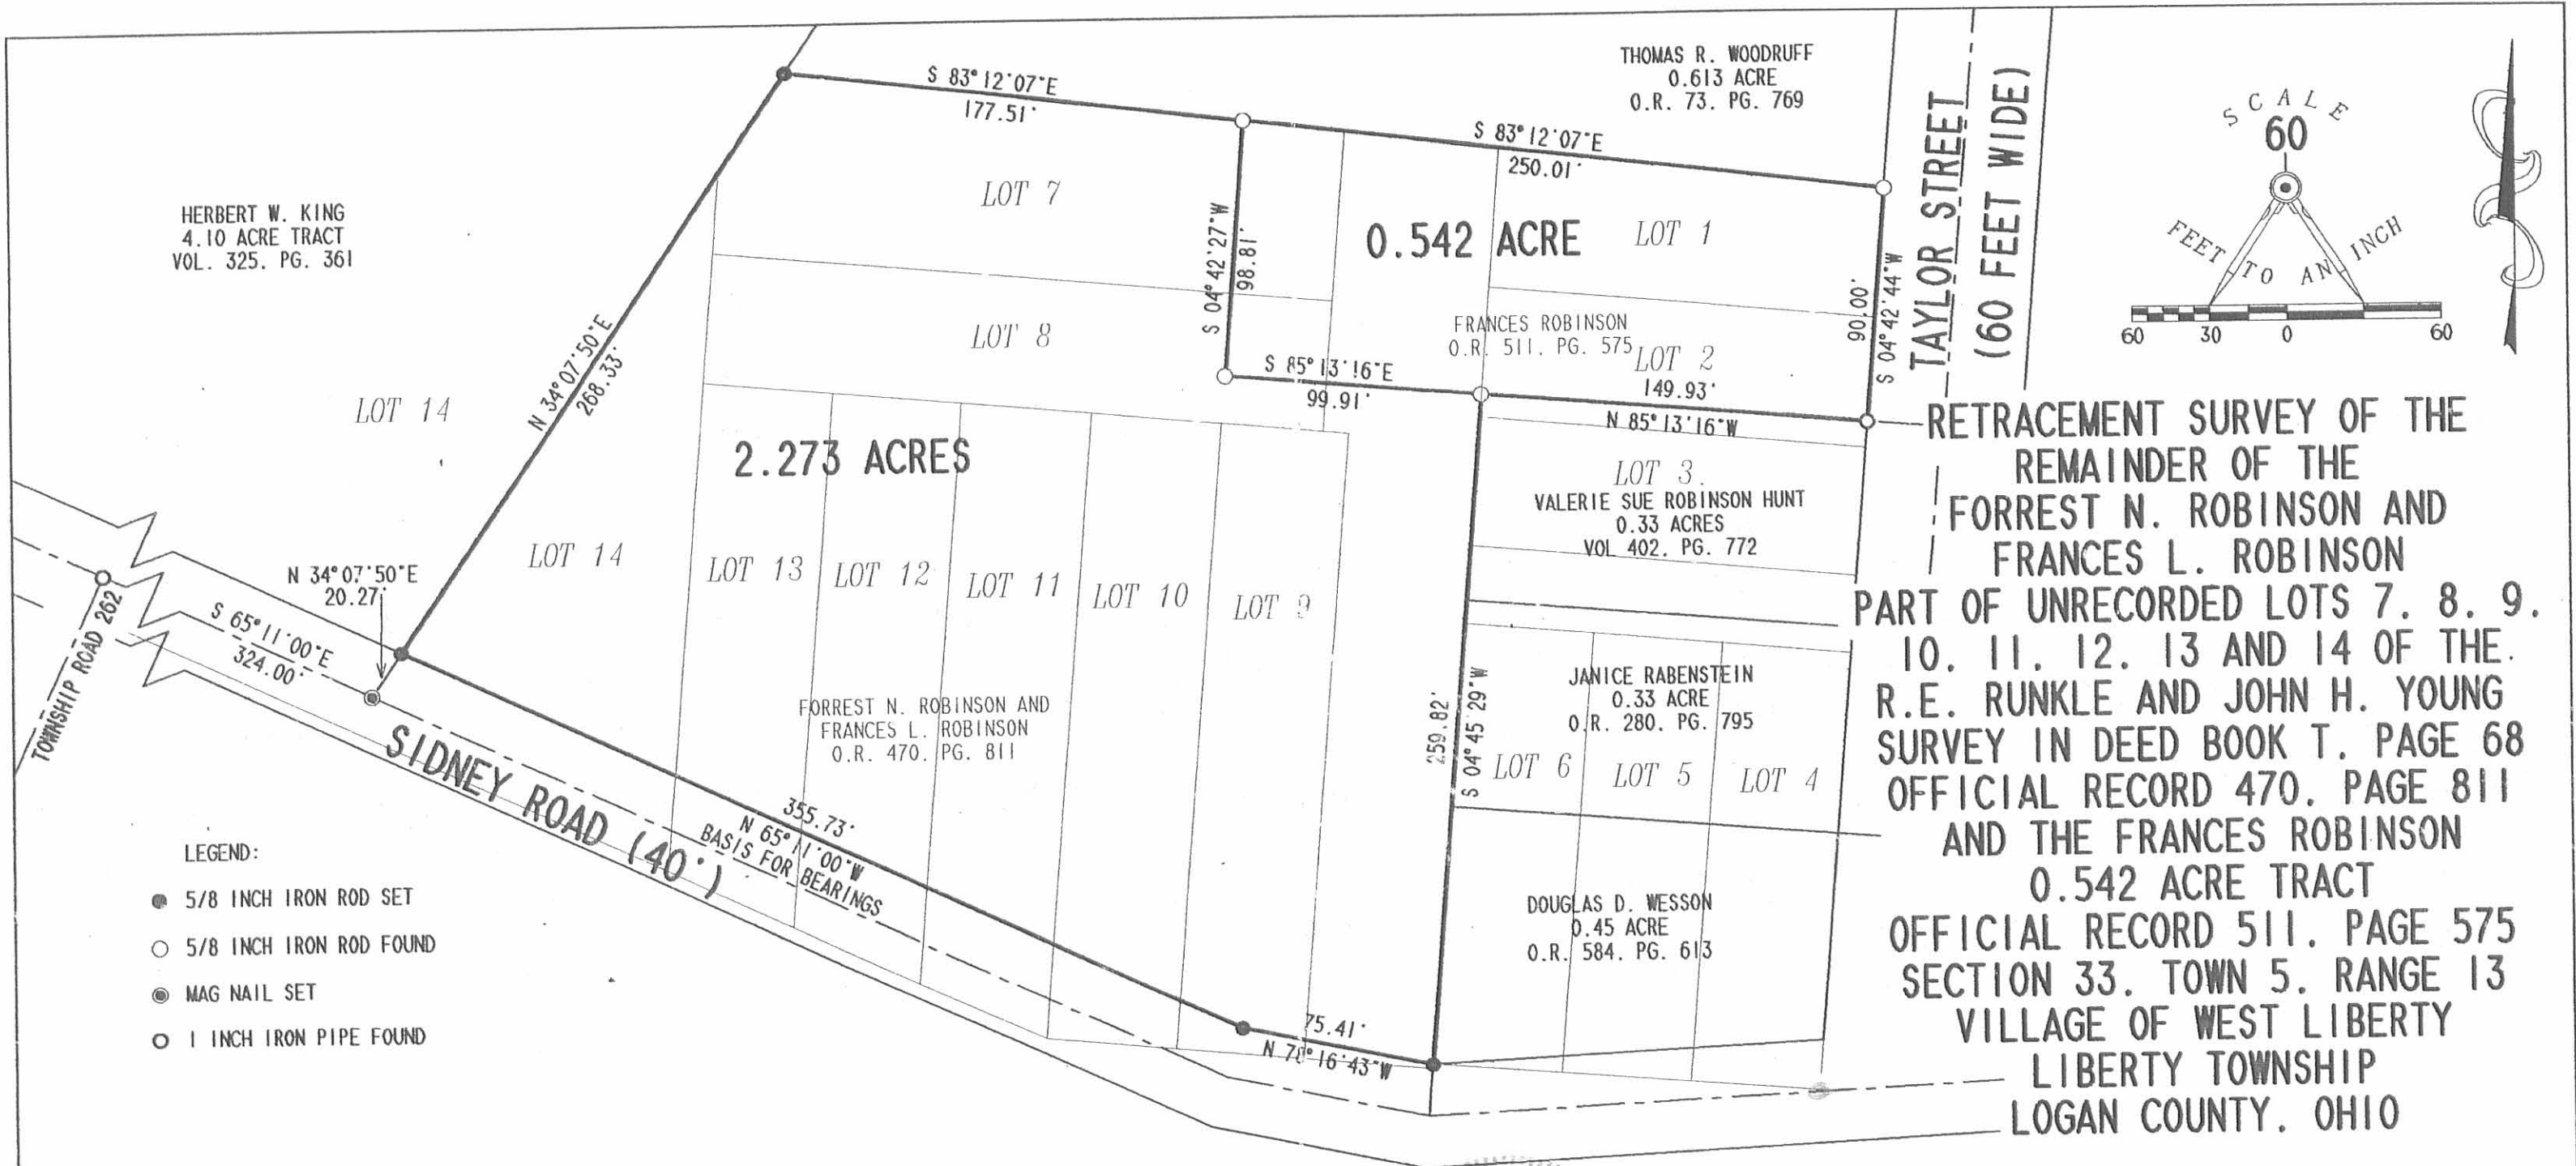 THOMAS R. WOODRUFF
0.613 ACRE
O.R. 73. PG. 769
S 83°12'07"E
177.51'
S 83°12'07"E
250.01'
TAYLOR STREET
(60 FEET WIDE)
SCALE
60
FEET TO AN INCH
60 30 0 60
HERBERT W. KING
4.10 ACRE TRACT
VOL. 325. PG. 361
LOT 7
S 04°42'27"W
98.81'
0.542 ACRE
LOT 1
90.00'
S 04°42'44"W
N 34°07'50"E
268.33'
LOT 8
FRANCES ROBINSON
O.R. 511. PG. 575
LOT 2
S 85°13'16"E
99.91'
149.93'
N 85°13'16"W
LOT 14
2.273 ACRES
LOT 3.
VALERIE SUE ROBINSON HUNT
0.33 ACRES
VOL 402. PG. 772
LOT 14
LOT 13
LOT 12
LOT 11
LOT 10
LOT 9
N 34°07'50"E
20.27'
S 65°11'00"E
324.00'
TOWNSHIP ROAD 262
FORREST N. ROBINSON AND
FRANCES L. ROBINSON
O.R. 470. PG. 811
259.82'
S 04°45'29"W
JANICE RABENSTEIN
0.33 ACRE
O.R. 280. PG. 795
LOT 6
LOT 5
LOT 4
SIDNEY ROAD (40')
355.73'
N 65°11'00"W
BASIS FOR BEARINGS
DOUGLAS D. WESSON
0.45 ACRE
O.R. 584. PG. 613
75.41'
LEGEND:
5/8 INCH IRON ROD SET
5/8 INCH IRON ROD FOUND
MAG NAIL SET
1 INCH IRON PIPE FOUND
RETRACEMENT SURVEY OF THE
REMAINDER OF THE
FORREST N. ROBINSON AND
FRANCES L. ROBINSON
PART OF UNRECORDED LOTS 7. 8. 9.
10. 11. 12. 13 AND 14 OF THE.
R.E. RUNKLE AND JOHN H. YOUNG
SURVEY IN DEED BOOK T. PAGE 68
OFFICIAL RECORD 470. PAGE 811
AND THE FRANCES ROBINSON
0.542 ACRE TRACT
OFFICIAL RECORD 511. PAGE 575
SECTION 33. TOWN 5. RANGE 13
VILLAGE OF WEST LIBERTY
LIBERTY TOWNSHIP
LOGAN COUNTY. OHIO